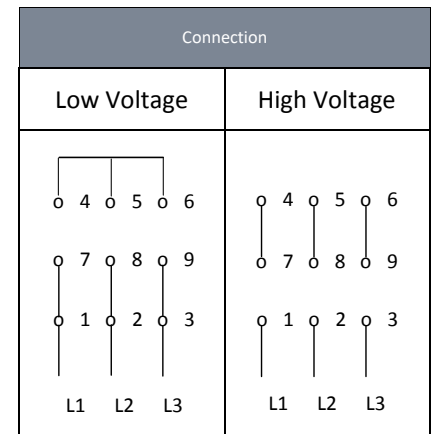 Connection
Low Voltage High Voltage
o 4 o 5 o 6
o 7 o 8 o 9
o 1 o 2 o 3
L1 L2 L3
o 4 o 5 o 6
o 7 o 8 o 9
o 1 o 2 o 3
L1 L2 L3